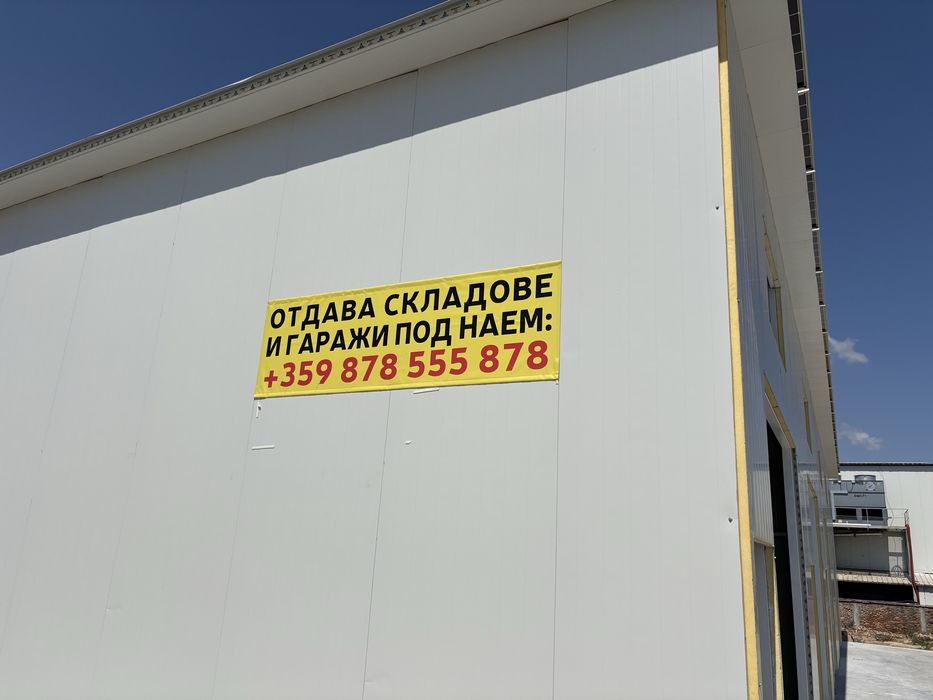 ОТДАВА СКЛАДОВЕ
И ГАРАЖИ ПОД НАЕМ:
+359 878 555 878